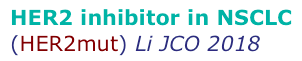 HER2 inhibitor in NSCLC
(HER2mut) Li JCO 2018